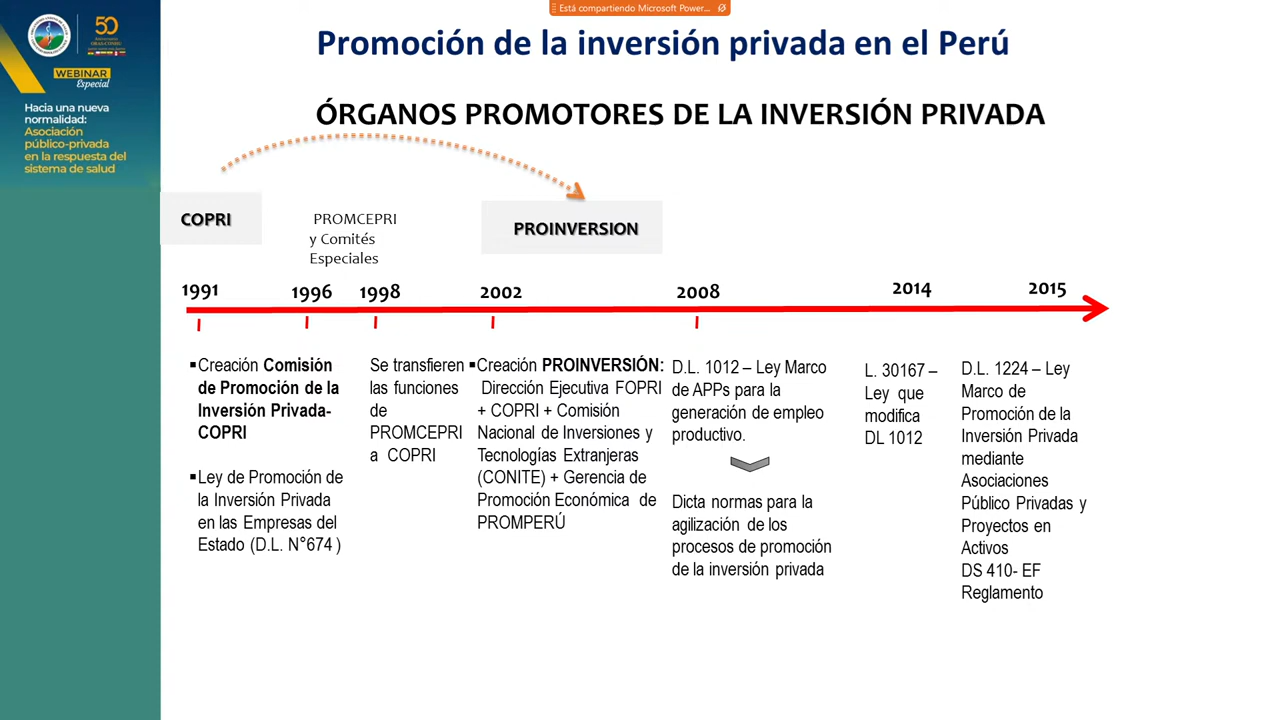 Está compartiendo Microsoft Power...
50
WEBINAR
Especial
Hacia una nueva
normalidad:
Asociación
público-privada
en la respuesta del
sistema de salud
Promoción de la inversión privada en el Perú
ÓRGANOS PROMOTORES DE LA INVERSIÓN PRIVADA
COPRI
PROMCEPRI
y Comités
Especiales
PROINVERSION
1991
1996
1998
2002
2008
2014
2015
▪Creación Comisión
de Promoción de la
Inversión Privada-
COPRI
▪Ley de Promoción de
la Inversión Privada
en las Empresas del
Estado (D.L. N°674 )
Se transfieren
las funciones
de
PROMCEPRI
a COPRI
▪Creación PROINVERSIÓN:
Dirección Ejecutiva FOPRI
+ COPRI + Comisión
Nacional de Inversiones y
Tecnologías Extranjeras
(CONITE) + Gerencia de
Promoción Económica de
PROMPERÚ
D.L. 1012 – Ley Marco
de APPs para la
generación de empleo
productivo.
Dicta normas para la
agilización de los
procesos de promoción
de la inversión privada
L. 30167 –
Ley que
modifica
DL 1012
D.L. 1224 – Ley
Marco de
Promoción de la
Inversión Privada
mediante
Asociaciones
Público Privadas y
Proyectos en
Activos
DS 410- EF
Reglamento